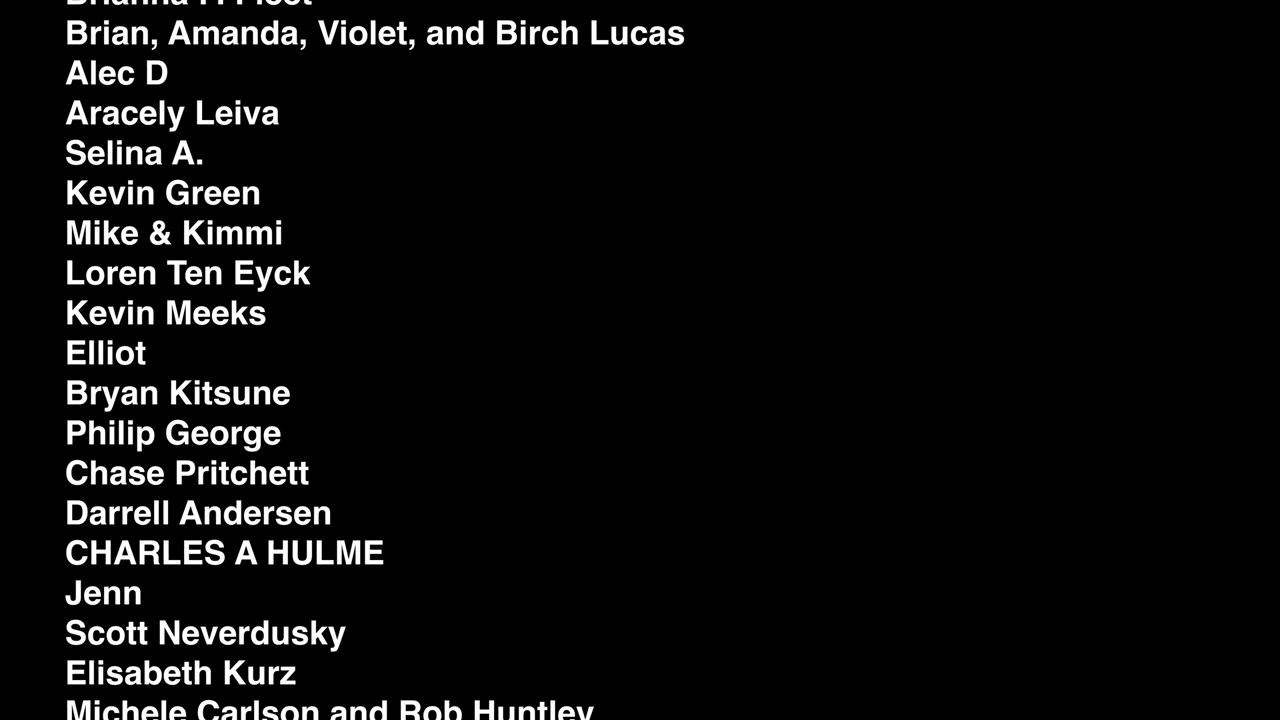 Brian, Amanda, Violet, and Birch Lucas
Alec D
Aracely Leiva
Selina A.
Kevin Green
Mike & Kimmi
Loren Ten Eyck
Kevin Meeks
Elliot
Bryan Kitsune
Philip George
Chase Pritchett
Darrell Andersen
CHARLES A HULME
Jenn
Scott Neverdusky
Elisabeth Kurz
Michele Carlson and Rob Huntley